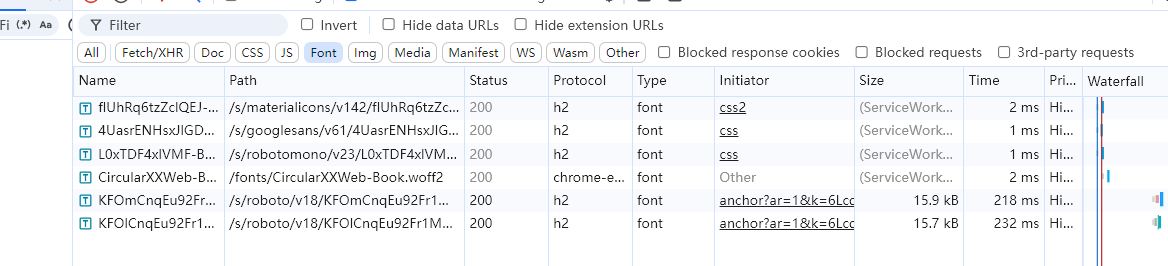 Fi (.*) Aa Filter Invert Hide data URLs Hide extension URLs
All Fetch/XHR Doc CSS JS Font Img Media Manifest WS Wasm Other Blocked response cookies Blocked requests 3rd-party requests
Name Path Status Protocol Type Initiator Size Time Pri... Waterfall
/s/materialicons/v142/flUhRq6tzZc... 200 h2 font css2 (ServiceWork... 2 ms Hi...
4UasrENHsxJlGD... /s/googlesans/v61/4UasrENHsxJlG... 200 h2 font css (ServiceWork... 1 ms Hi...
L0xTDF4xlVMF-B... /s/robotomono/v23/L0xTDF4xlVM... 200 h2 font css (ServiceWork... 1 ms Hi...
CircularXXWeb-B... /fonts/CircularXXWeb-Book.woff2 200 chrome-e... font Other (ServiceWork... 2 ms Hi...
KFOmCnqEu92Fr1... /s/roboto/v18/KFOmCnqEu92Fr1... 200 h2 font anchor?ar=1&k=6Lcc 15.9 kB 218 ms Hi...
KFOlCnqEu92Fr1... /s/roboto/v18/KFOlCnqEu92Fr1M... 200 h2 font anchor?ar=1&k=6Lcc 15.7 kB 232 ms Hi...